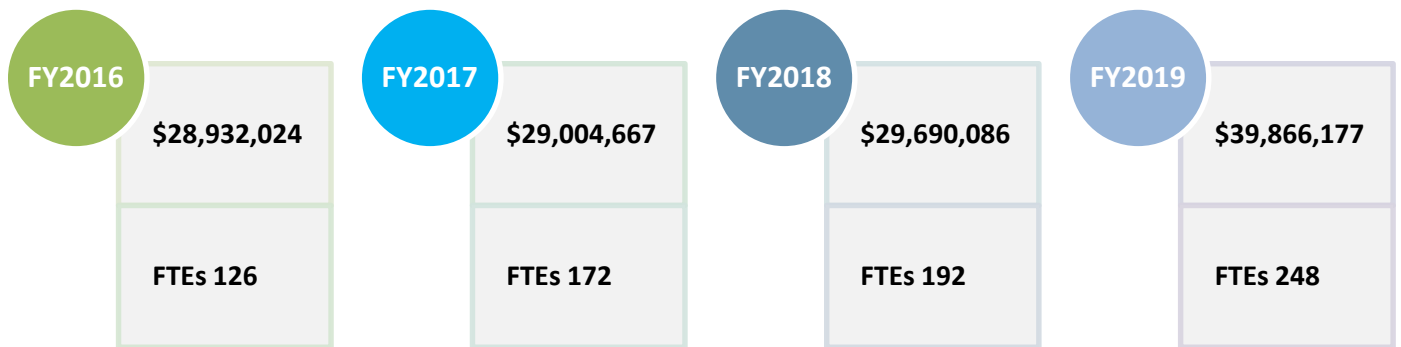 FY2016
$28,932,024
FTEs 126
FY2017
$29,004,667
FTEs 172
FY2018
$29,690,086
FTEs 192
FY2019
$39,866,177
FTEs 248